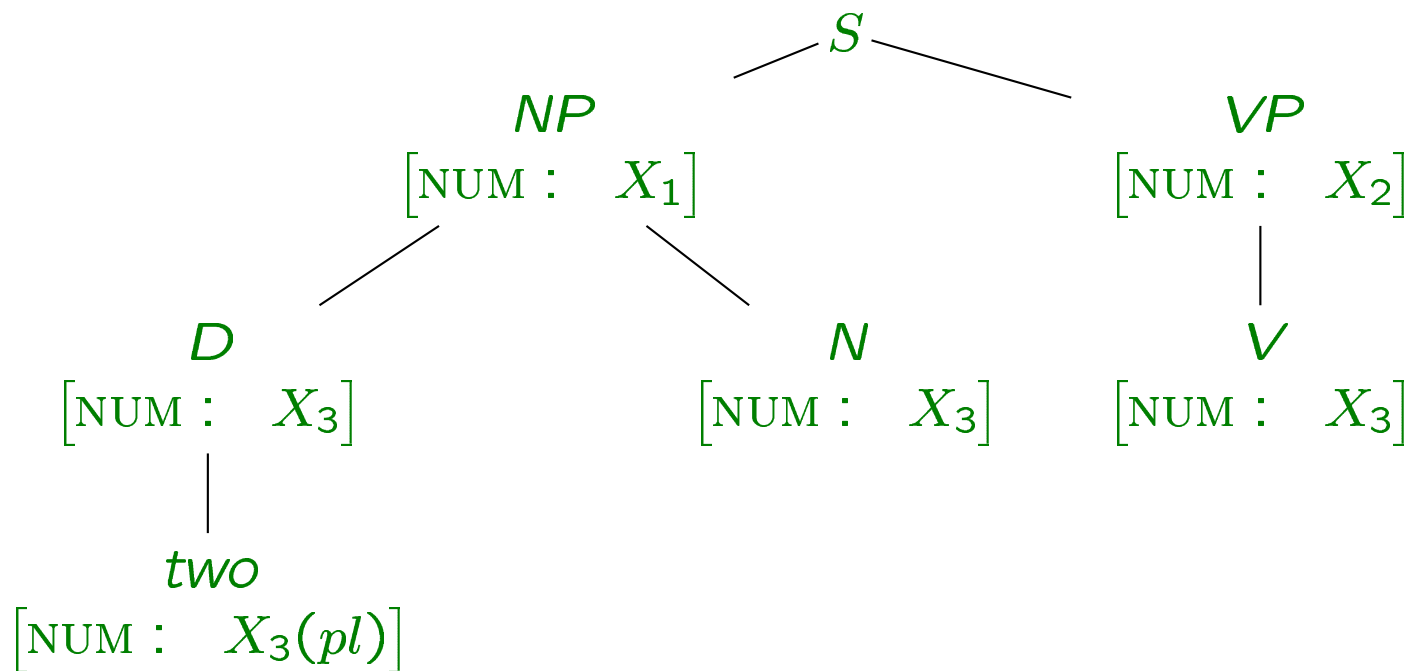 S
NP VP
[NUM : X₁] [NUM : X₂]
D N V
[NUM : X₃] [NUM : X₃] [NUM : X₃]
two
[NUM : X₃(pl)]